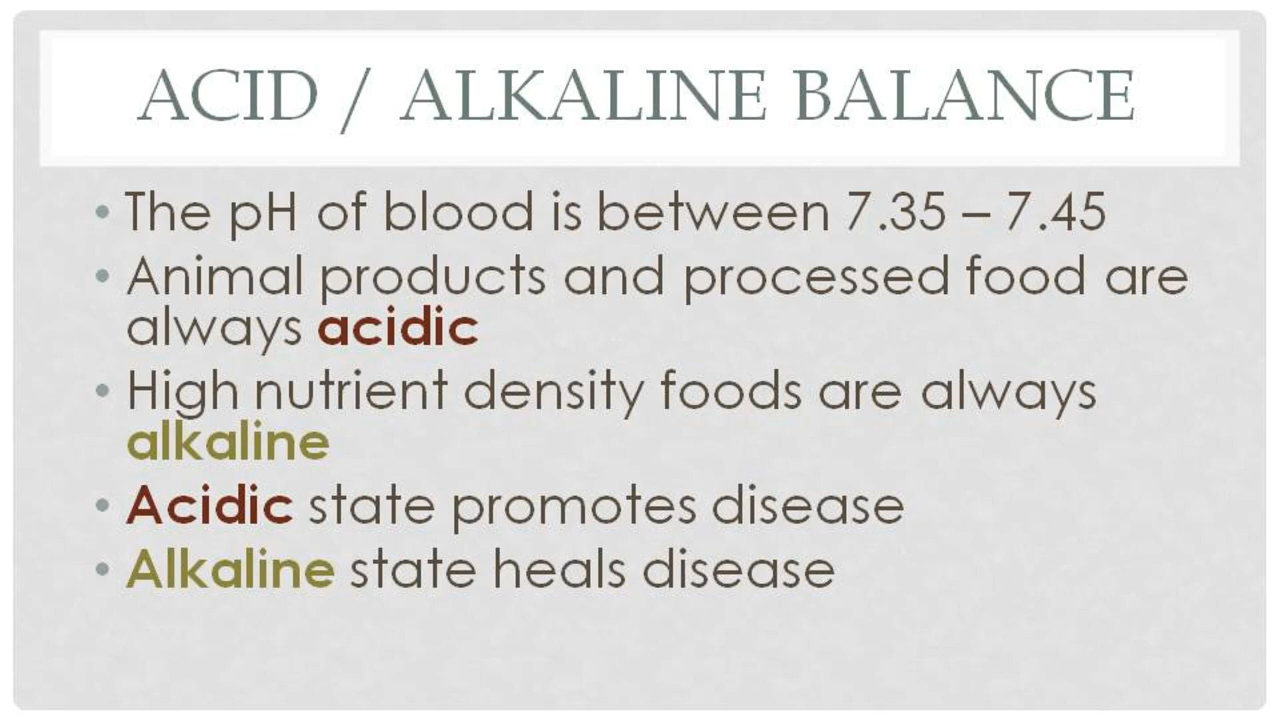 ACID / ALKALINE BALANCE
• The pH of blood is between 7.35 – 7.45
• Animal products and processed food are
always acidic
• High nutrient density foods are always
alkaline
• Acidic state promotes disease
• Alkaline state heals disease